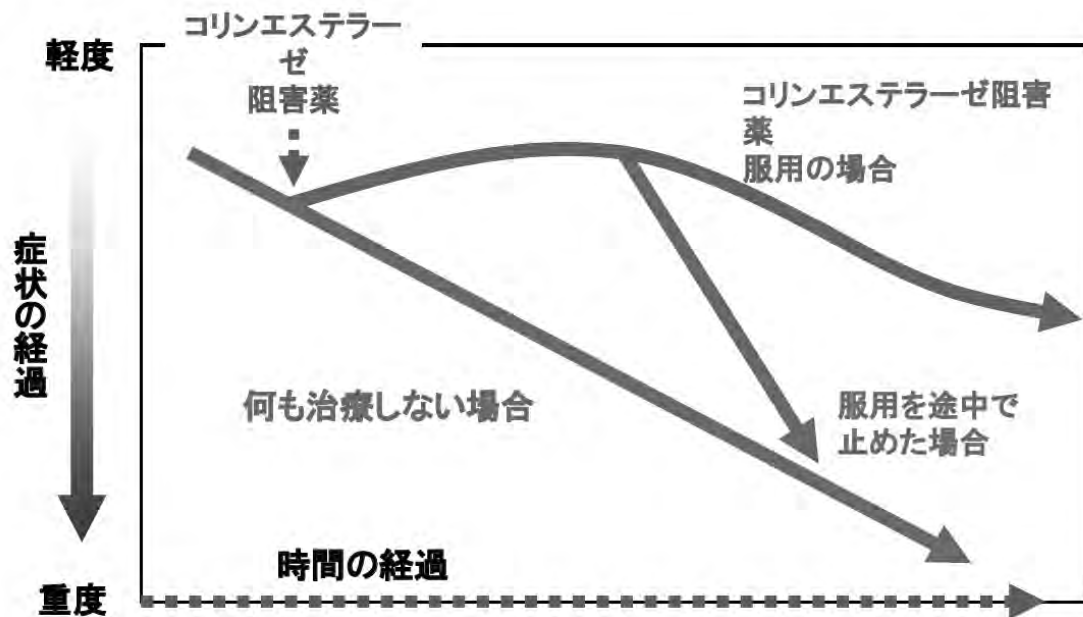 コリンエステラー
ゼ
阻害薬
軽度
コリンエステラーゼ阻害
薬
服用の場合
症状の経過
何も治療しない場合
服用を途中で
止めた場合
時間の経過
重度